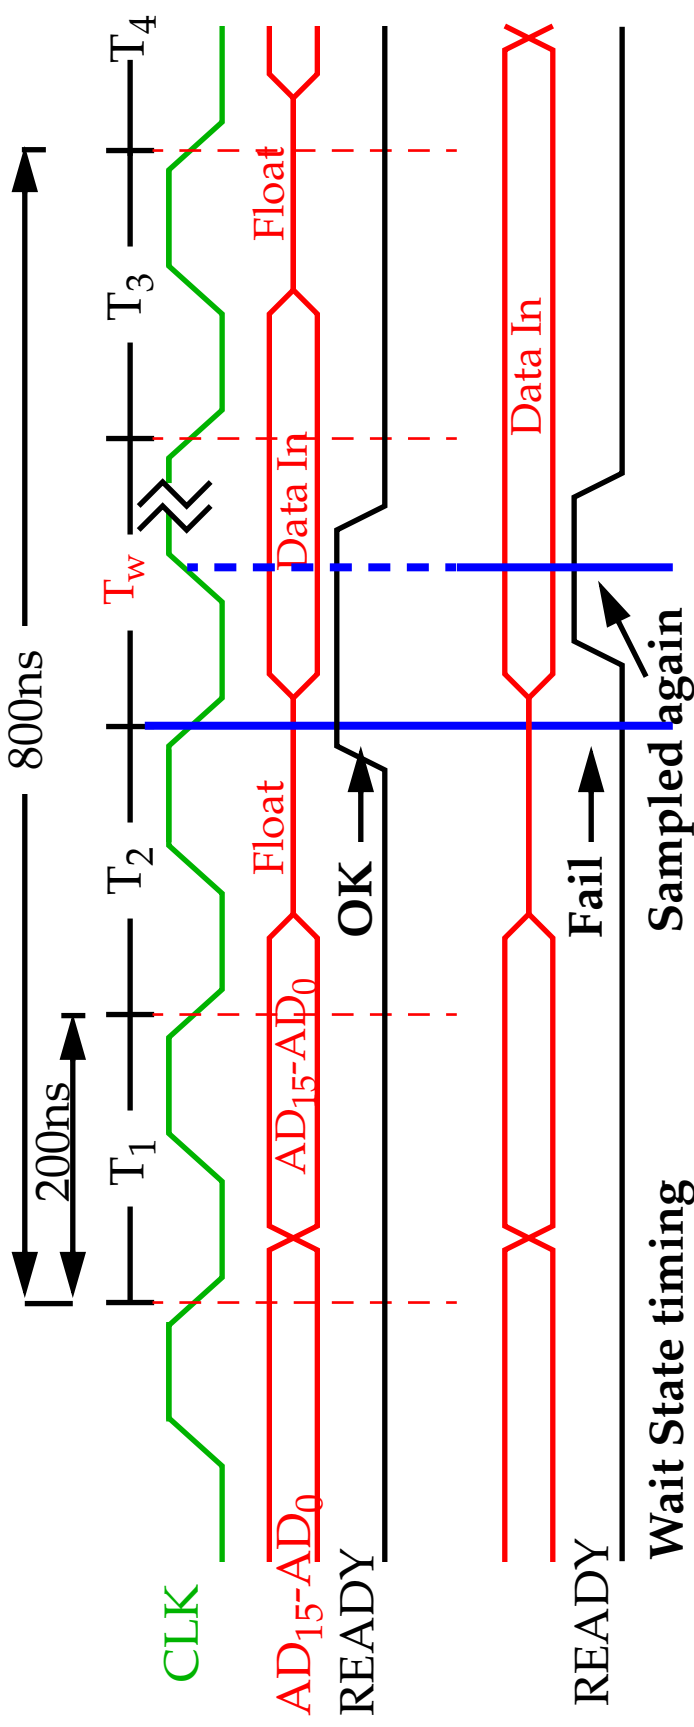 800ns
200ns
T1 T2 Tw T3 T4
CLK
AD15-AD0 AD15-AD0 Float Data In Float
READY
OK
Data In
READY
Fail
Sampled again
Wait State timing